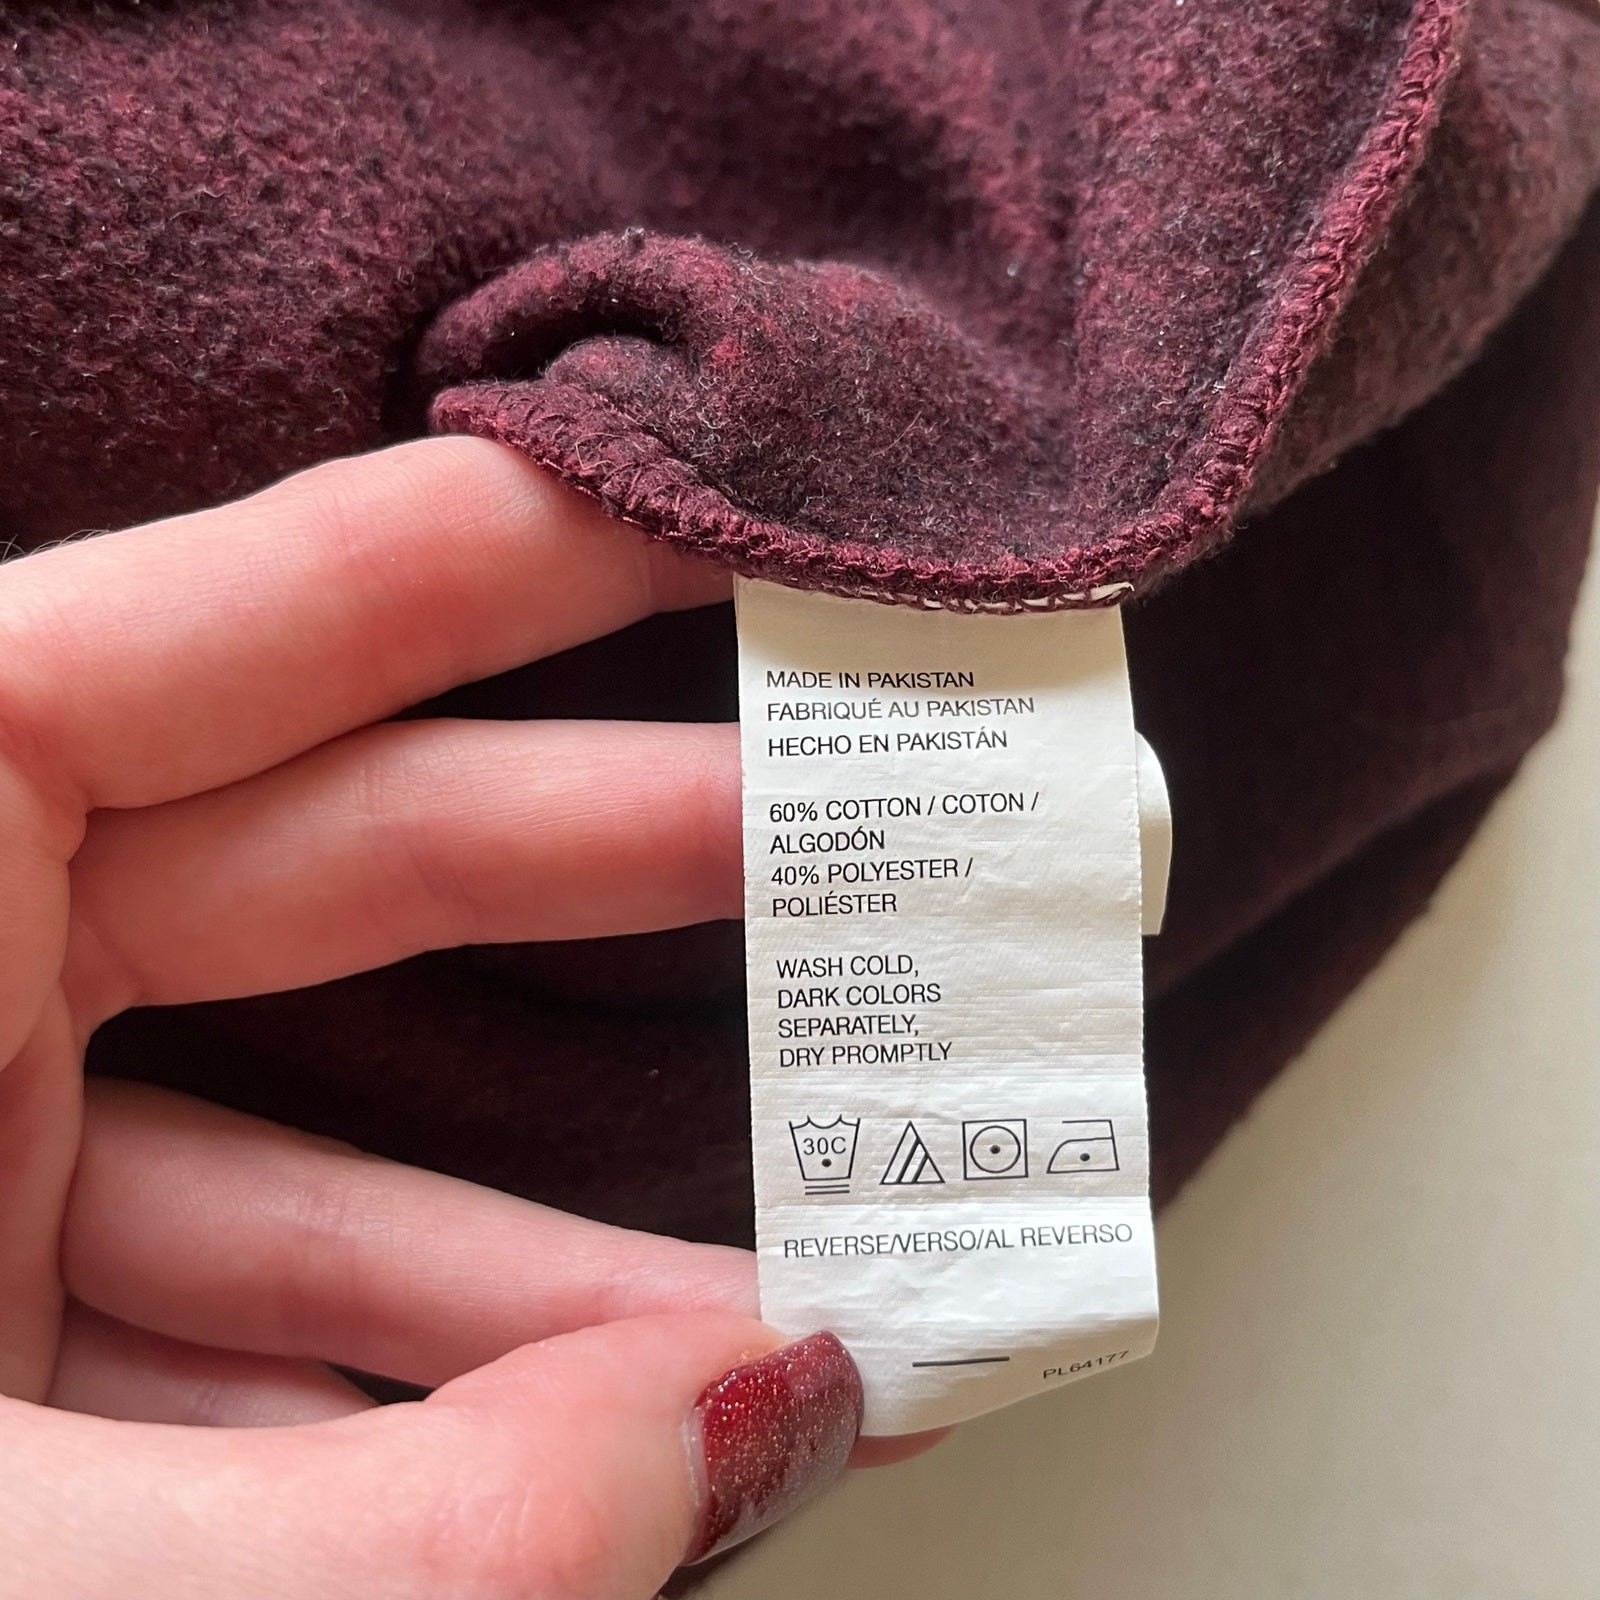 MADE IN PAKISTAN
FABRIQUÉ AU PAKISTAN
HECHO EN PAKISTÁN
60% COTTON / COTON /
ALGODÓN
40% POLYESTER /
POLIÉSTER
WASH COLD,
DARK COLORS
SEPARATELY,
DRY PROMPTLY
30C
REVERSE/VERSO/AL REVERSO
PL64177